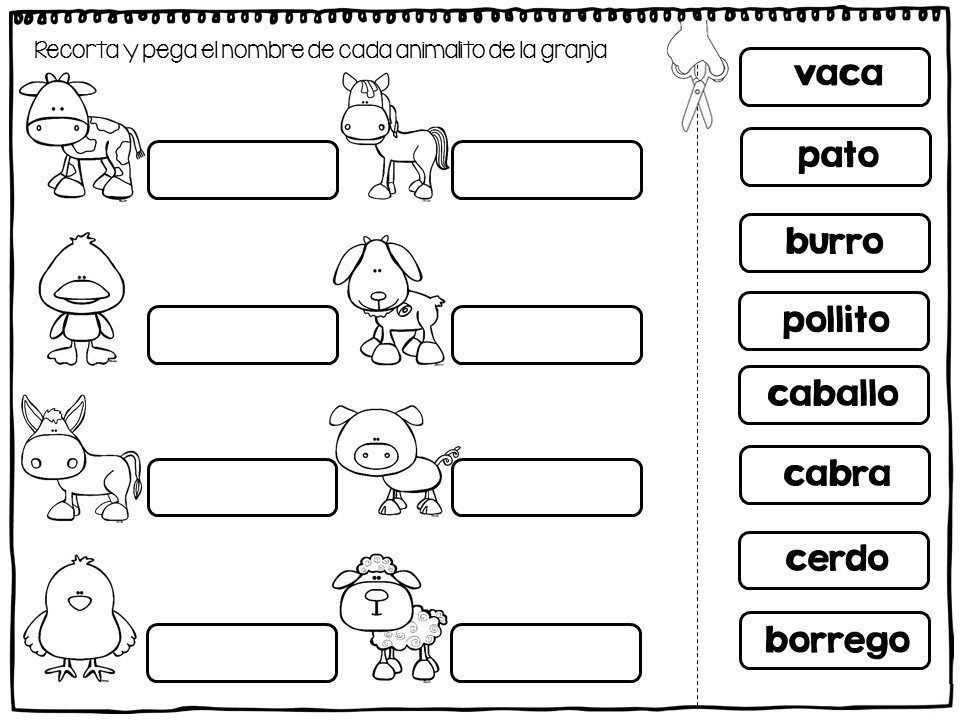 Recorta y pega el nombre de cada animalito de la granja
vaca
pato
burro
pollito
caballo
cabra
cerdo
borrego